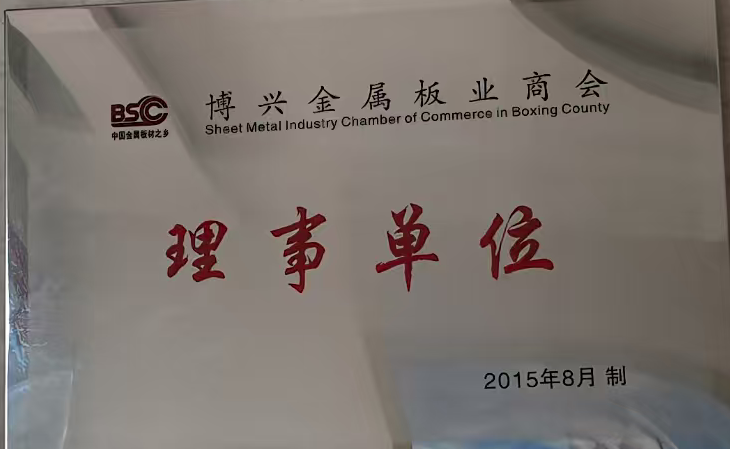 BSCC
中国金属板材之乡
博兴金属板业商会
Sheet Metal Industry Chamber of Commerce in Boxing County
理事单位
2015年8月 制